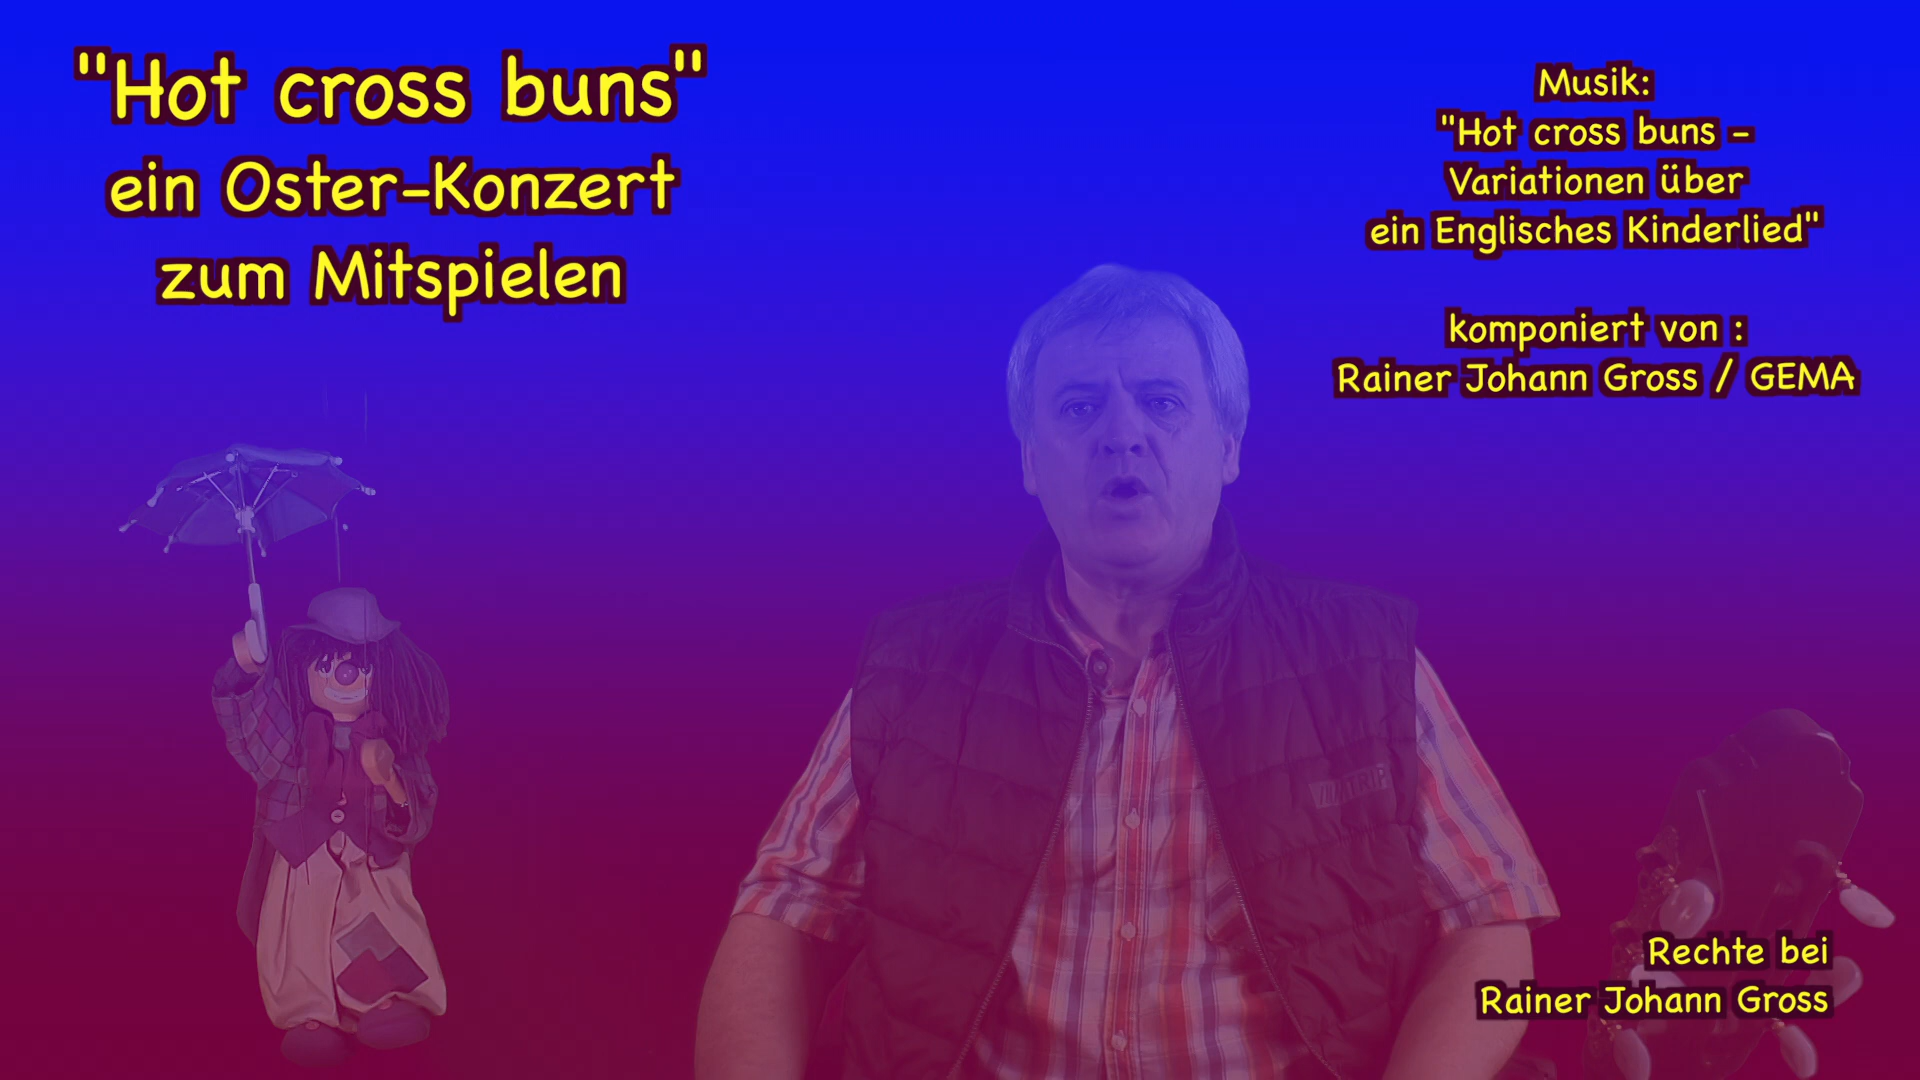 "Hot cross buns"
ein Oster-Konzert
zum Mitspielen
Musik:
"Hot cross buns -
Variationen über
ein Englisches Kinderlied"
komponiert von :
Rainer Johann Gross / GEMA
Rechte bei
Rainer Johann Gross